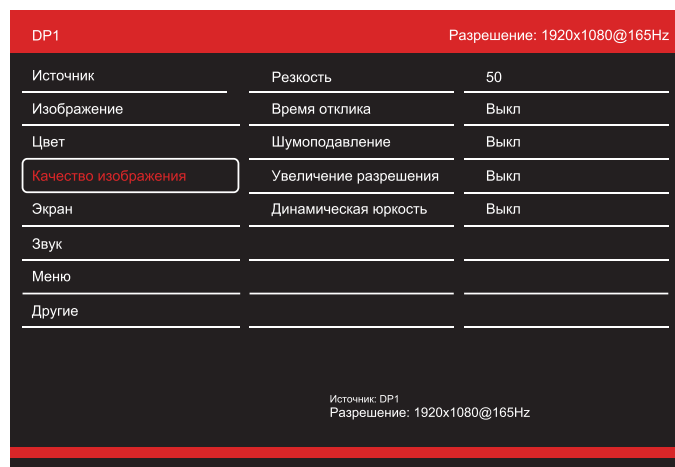 DP1 Разрешение: 1920x1080@165Hz
Источник Резкость 50
Изображение Время отклика Выкл
Цвет Шумоподавление Выкл
Качество изображения Увеличение разрешения Выкл
Экран Динамическая юркость Выкл
Звук
Меню
Другие
Источник: DP1
Разрешение: 1920x1080@165Hz